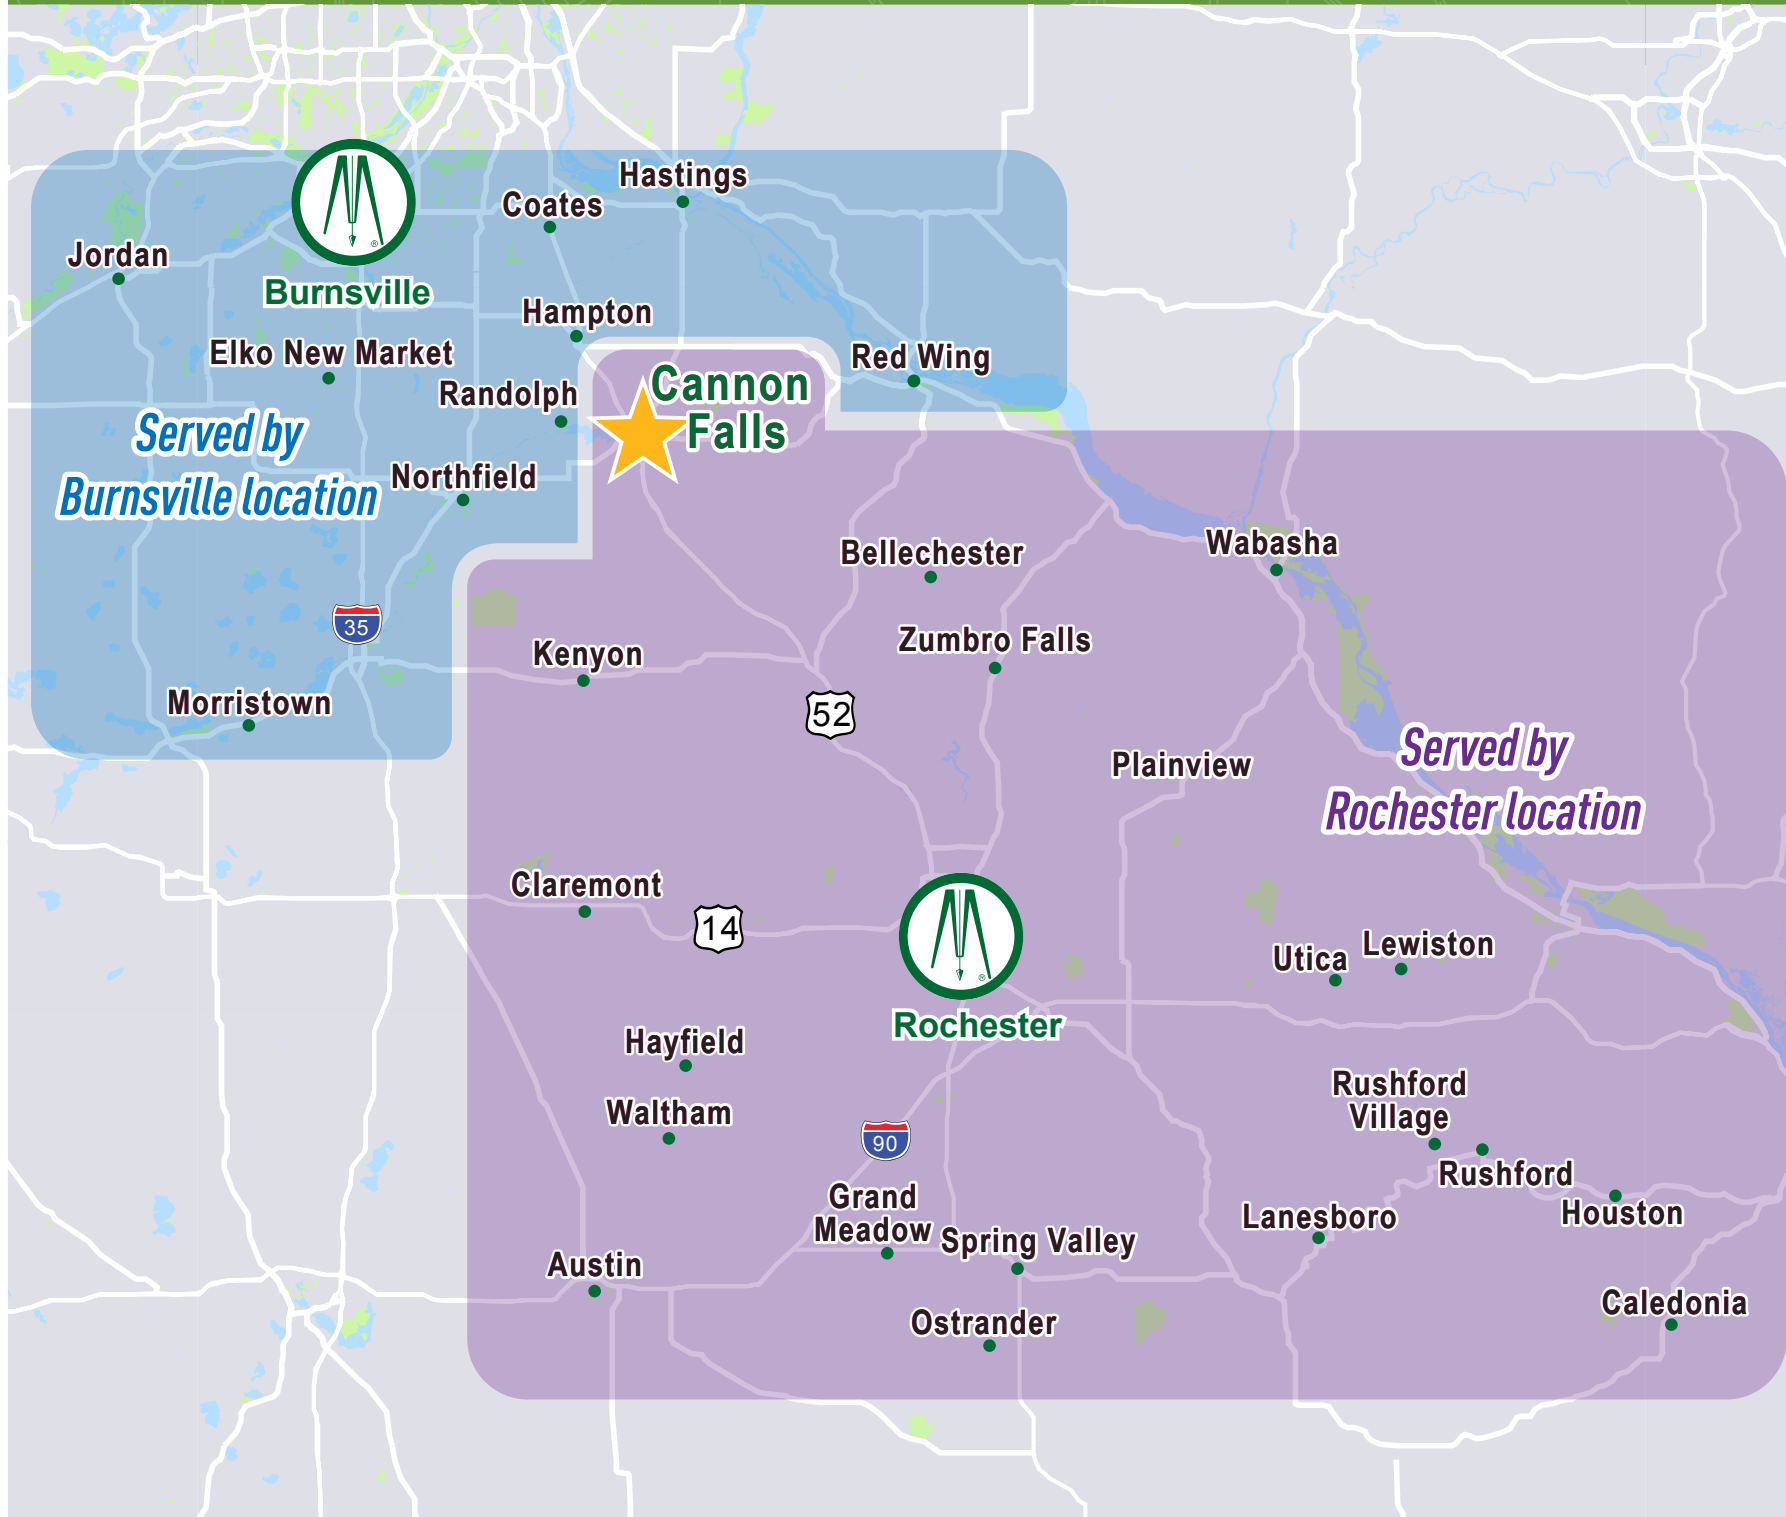 Hastings
Coates
Jordan
®
Burnsville
Hampton
Elko New Market
Red Wing
Randolph
Cannon
Falls
Served by
Burnsville location
Northfield
Wabasha
Bellechester
35
Zumbro Falls
Kenyon
Morristown
52
Served by
Rochester location
Plainview
Claremont
14
Utica
Lewiston
®
Rochester
Hayfield
Waltham
90
Rushford
Village
Rushford
Grand
Meadow
Spring Valley
Lanesboro
Houston
Austin
Caledonia
Ostrander